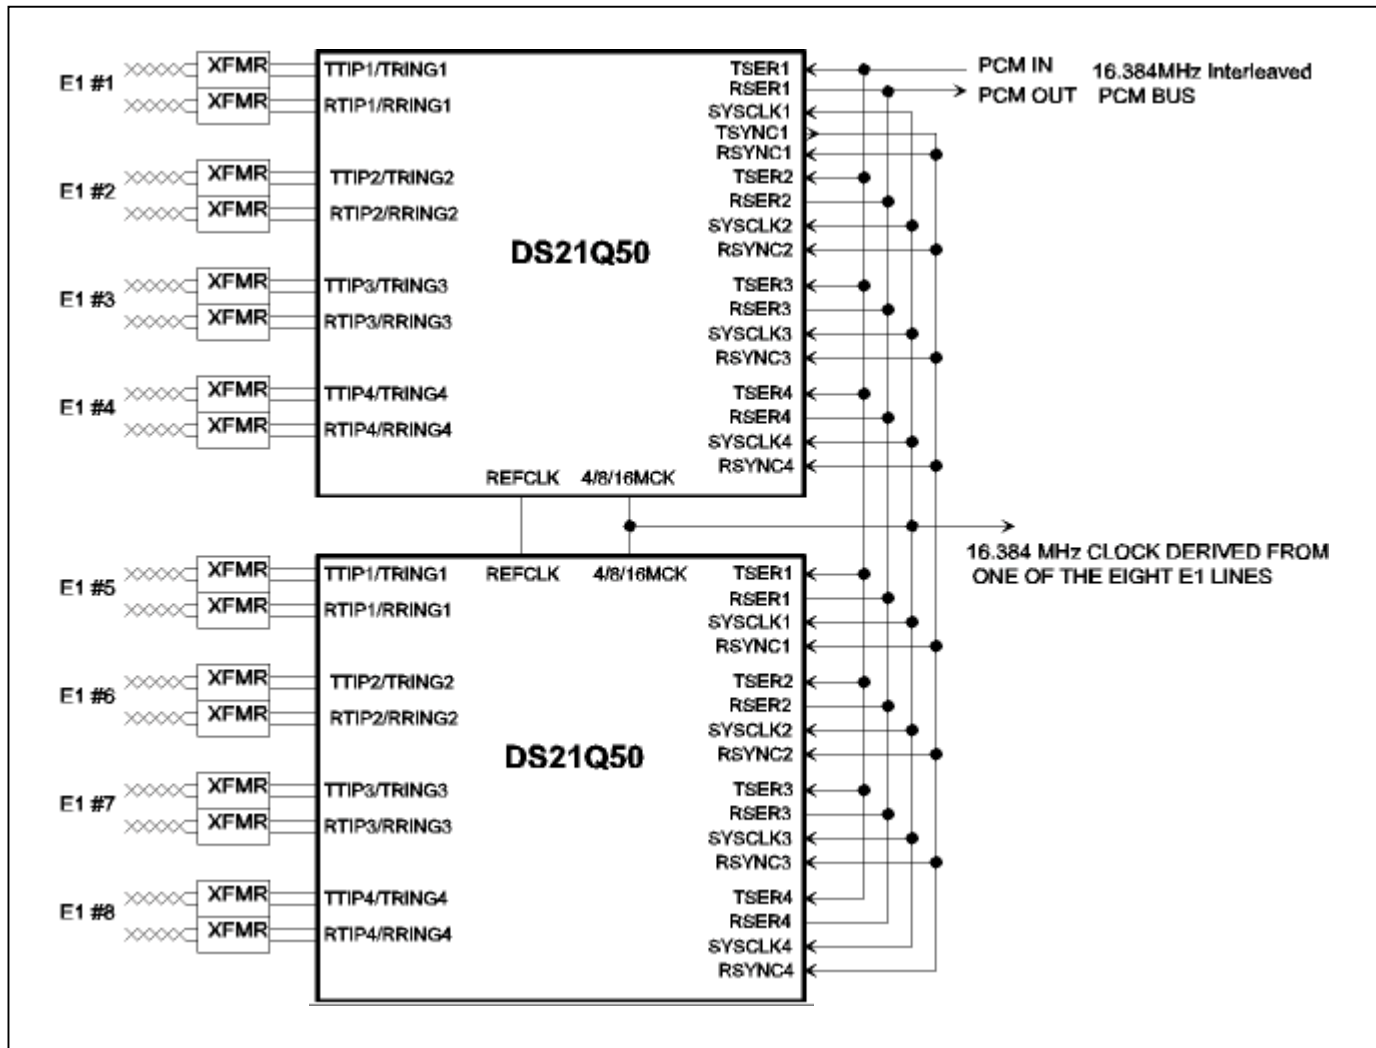 E1 #1
XFMR
XFMR
TTIP1/TRING1
RTIP1/RRING1
E1 #2
XFMR
XFMR
TTIP2/TRING2
RTIP2/RRING2
E1 #3
XFMR
XFMR
TTIP3/TRING3
RTIP3/RRING3
E1 #4
XFMR
XFMR
TTIP4/TRING4
RTIP4/RRING4
DS21Q50
REFCLK 4/8/16MCK
TSER1
RSER1
SYSCLK1
TSYNC1
RSYNC1
TSER2
RSER2
SYSCLK2
RSYNC2
TSER3
RSER3
SYSCLK3
RSYNC3
TSER4
RSER4
SYSCLK4
RSYNC4
PCM IN
PCM OUT
16.384MHz Interleaved
PCM BUS
16.384 MHz CLOCK DERIVED FROM
ONE OF THE EIGHT E1 LINES
E1 #5
XFMR
XFMR
TTIP1/TRING1
RTIP1/RRING1
E1 #6
XFMR
XFMR
TTIP2/TRING2
RTIP2/RRING2
E1 #7
XFMR
XFMR
TTIP3/TRING3
RTIP3/RRING3
E1 #8
XFMR
XFMR
TTIP4/TRING4
RTIP4/RRING4
REFCLK 4/8/16MCK
DS21Q50
TSER1
RSER1
SYSCLK1
RSYNC1
TSER2
RSER2
SYSCLK2
RSYNC2
TSER3
RSER3
SYSCLK3
RSYNC3
TSER4
RSER4
SYSCLK4
RSYNC4